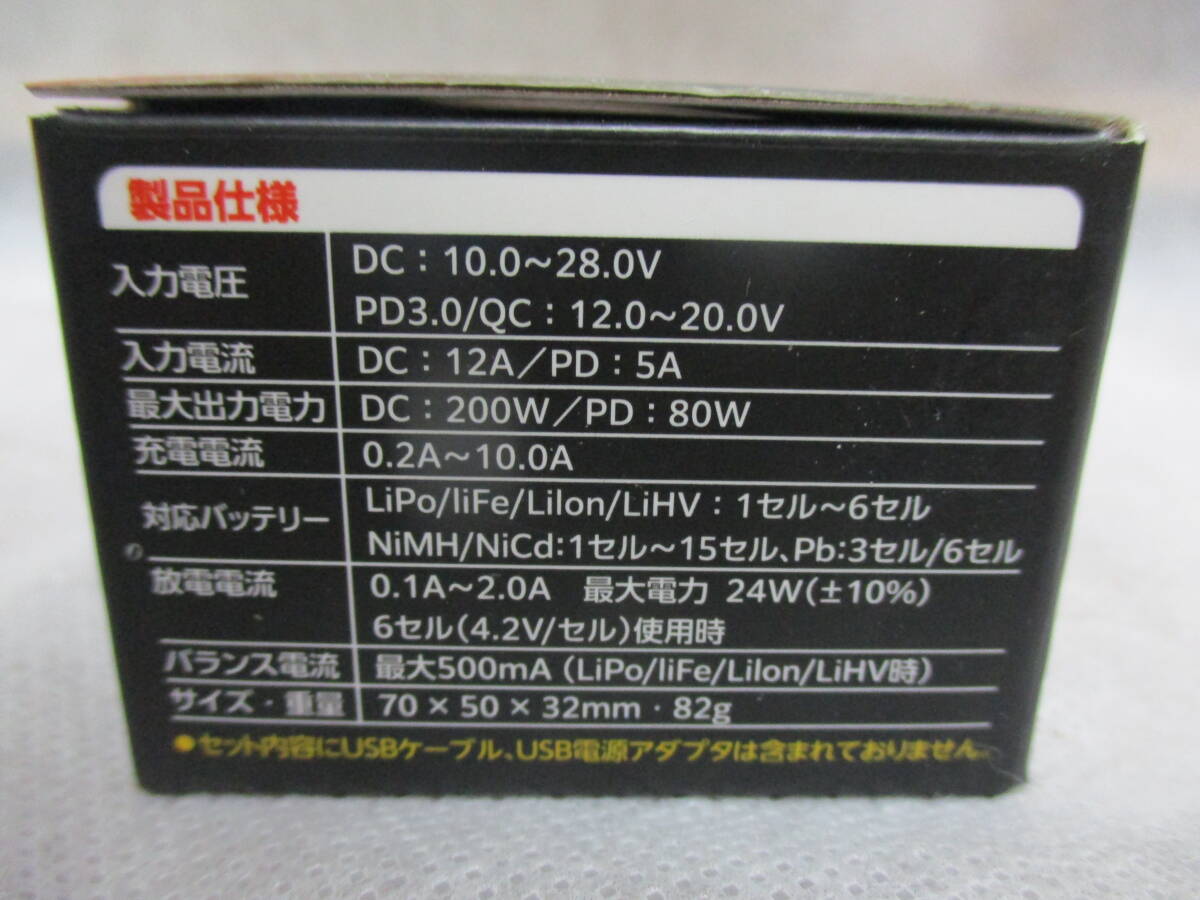 製品仕様
入力電圧 DC：10.0～28.0V
PD3.0/QC：12.0～20.0V
入力電流 DC：12A／PD：5A
最大出力電力 DC：200W／PD：80W
充電電流 0.2A～10.0A
対応バッテリー LiPo/liFe/LiIon/LiHV：1セル～6セル
NiMH/NiCd:1セル～15セル、Pb:3セル/6セル
放電電流 0.1A～2.0A 最大電力 24W(±10%)
6セル(4.2V/セル)使用時
バランス電流 最大500mA (LiPo/liFe/LiIon/LiHV時)
サイズ・重量 70 × 50 × 32mm・82g
●セット内容にUSBケーブル、USB電源アダプタは含まれておりません。